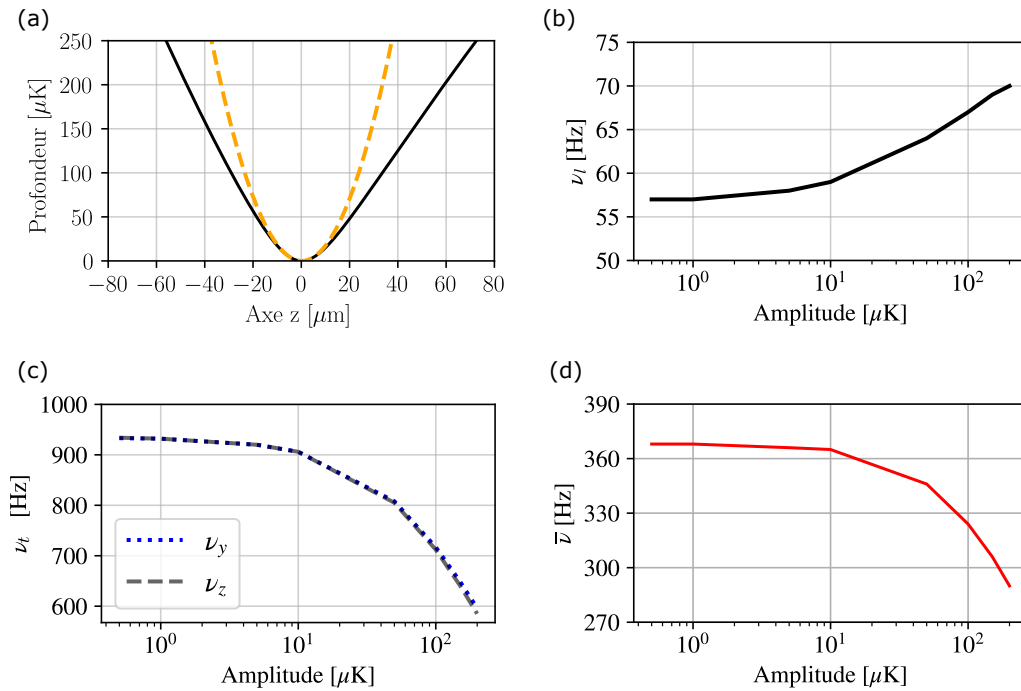 (a)
250
200
150
100
50
0
Profondeur [μK]
−80 −60 −40 −20 0 20 40 60 80
Axe z [μm]
(b)
75
70
65
60
55
50
ν_l [Hz]
10^0 10^1 10^2
Amplitude [μK]
(c)
1000
900
800
700
600
ν_t [Hz]
ν_y
ν_z
10^0 10^1 10^2
Amplitude [μK]
(d)
390
360
330
300
270
ν̅ [Hz]
10^0 10^1 10^2
Amplitude [μK]